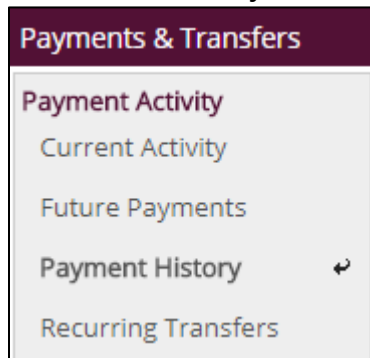 Payments & Transfers
Payment Activity
Current Activity
Future Payments
Payment History
Recurring Transfers